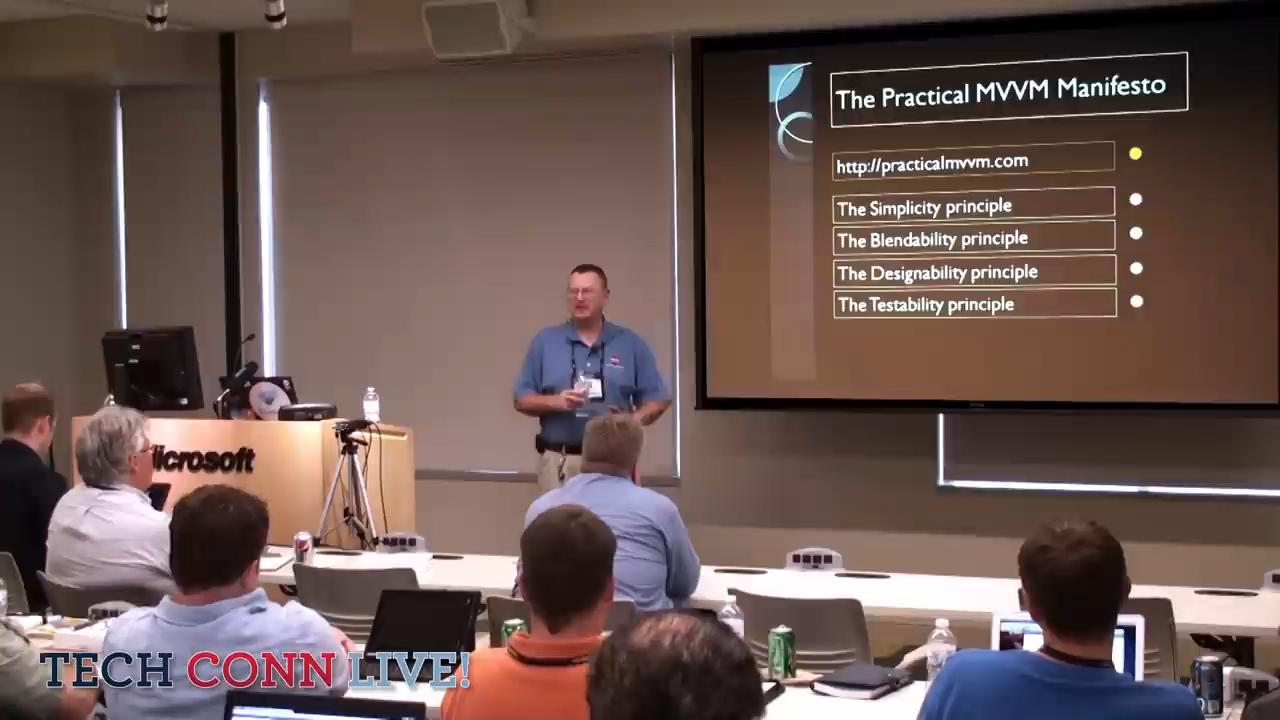 The Practical MVVM Manifesto
http://practicalmvvm.com
The Simplicity principle
The Blendability principle
The Designability principle
The Testability principle
Microsoft
TECH CONN LIVE!